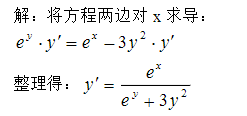 解：将方程两边对 x 求导：
e^y · y′ = e^x − 3y^2 · y′
整理得：y′ = e^x / (e^y + 3y^2)